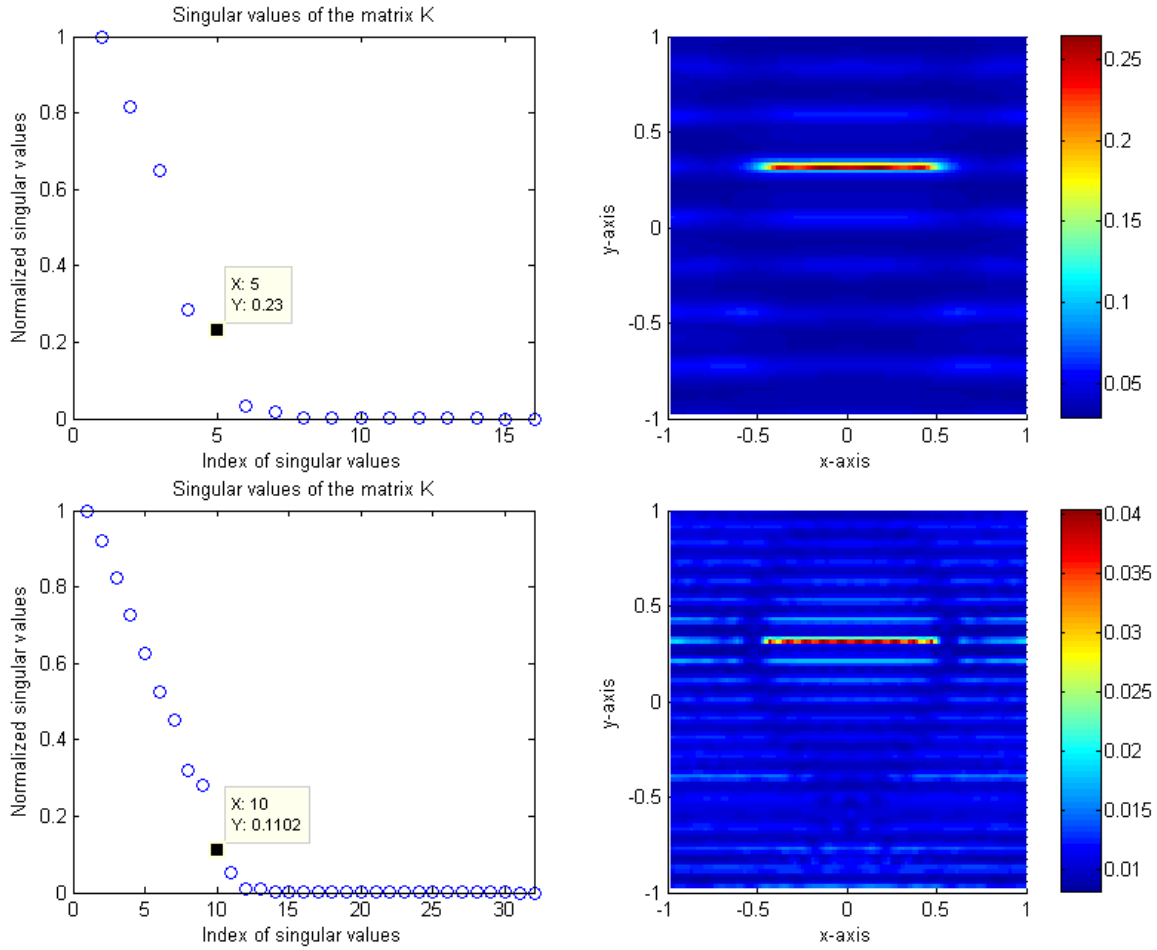 Singular values of the matrix K
Normalized singular values
1
0.8
0.6
0.4
0.2
0
X: 5
Y: 0.23
0 5 10 15
Index of singular values
y-axis
1
0.5
0
-0.5
-1
-1 -0.5 0 0.5 1
x-axis
0.25
0.2
0.15
0.1
0.05
Singular values of the matrix K
Normalized singular values
1
0.8
0.6
0.4
0.2
0
X: 10
Y: 0.1102
0 5 10 15 20 25 30
Index of singular values
y-axis
1
0.5
0
-0.5
-1
-1 -0.5 0 0.5 1
x-axis
0.04
0.035
0.03
0.025
0.02
0.015
0.01